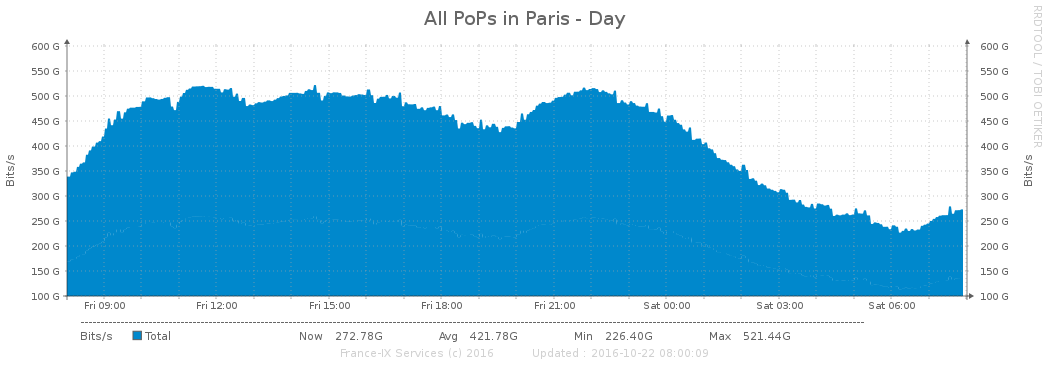 All PoPs in Paris - Day
RRDTOOL / TOBI OETIKER
600 G 600 G
550 G 550 G
500 G 500 G
450 G 450 G
400 G 400 G
350 G 350 G
300 G 300 G
250 G 250 G
200 G 200 G
150 G 150 G
100 G 100 G
Bits/s
Bits/s
Fri 09:00 Fri 12:00 Fri 15:00 Fri 18:00 Fri 21:00 Sat 00:00 Sat 03:00 Sat 06:00
Bits/s Total Now 272.78G Avg 421.78G Min 226.40G Max 521.44G
France-IX Services (c) 2016 Updated : 2016-10-22 08:00:09